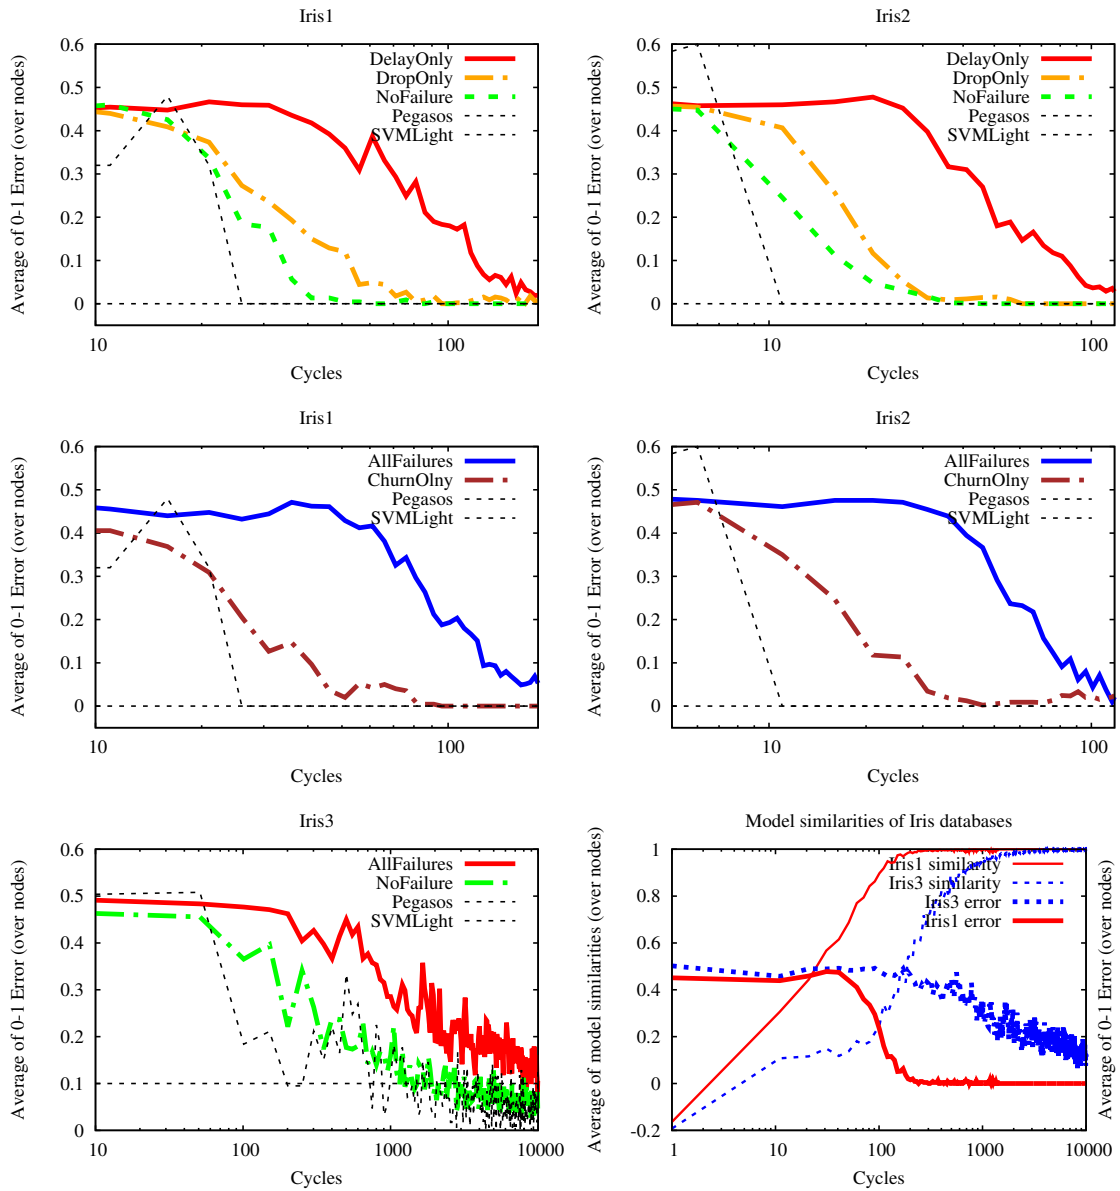 Iris1
Average of 0-1 Error (over nodes)
0.6
0.5
0.4
0.3
0.2
0.1
0
10
100
Cycles
DelayOnly
DropOnly
NoFailure
Pegasos
SVMLight
Iris2
Average of 0-1 Error (over nodes)
0.6
0.5
0.4
0.3
0.2
0.1
0
10
100
Cycles
DelayOnly
DropOnly
NoFailure
Pegasos
SVMLight
Iris1
Average of 0-1 Error (over nodes)
0.6
0.5
0.4
0.3
0.2
0.1
0
10
100
Cycles
AllFailures
ChurnOlny
Pegasos
SVMLight
Iris2
Average of 0-1 Error (over nodes)
0.6
0.5
0.4
0.3
0.2
0.1
0
10
100
Cycles
AllFailures
ChurnOlny
Pegasos
SVMLight
Iris3
Average of 0-1 Error (over nodes)
0.6
0.5
0.4
0.3
0.2
0.1
0
10
100
1000
10000
Cycles
AllFailures
NoFailure
Pegasos
SVMLight
Model similarities of Iris databases
Average of model similarities (over nodes)
1
0.8
0.6
0.4
0.2
0
-0.2
1
10
100
1000
10000
Cycles
Iris1 similarity
Iris3 similarity
Iris3 error
Iris1 error
Average of 0-1 Error (over nodes)